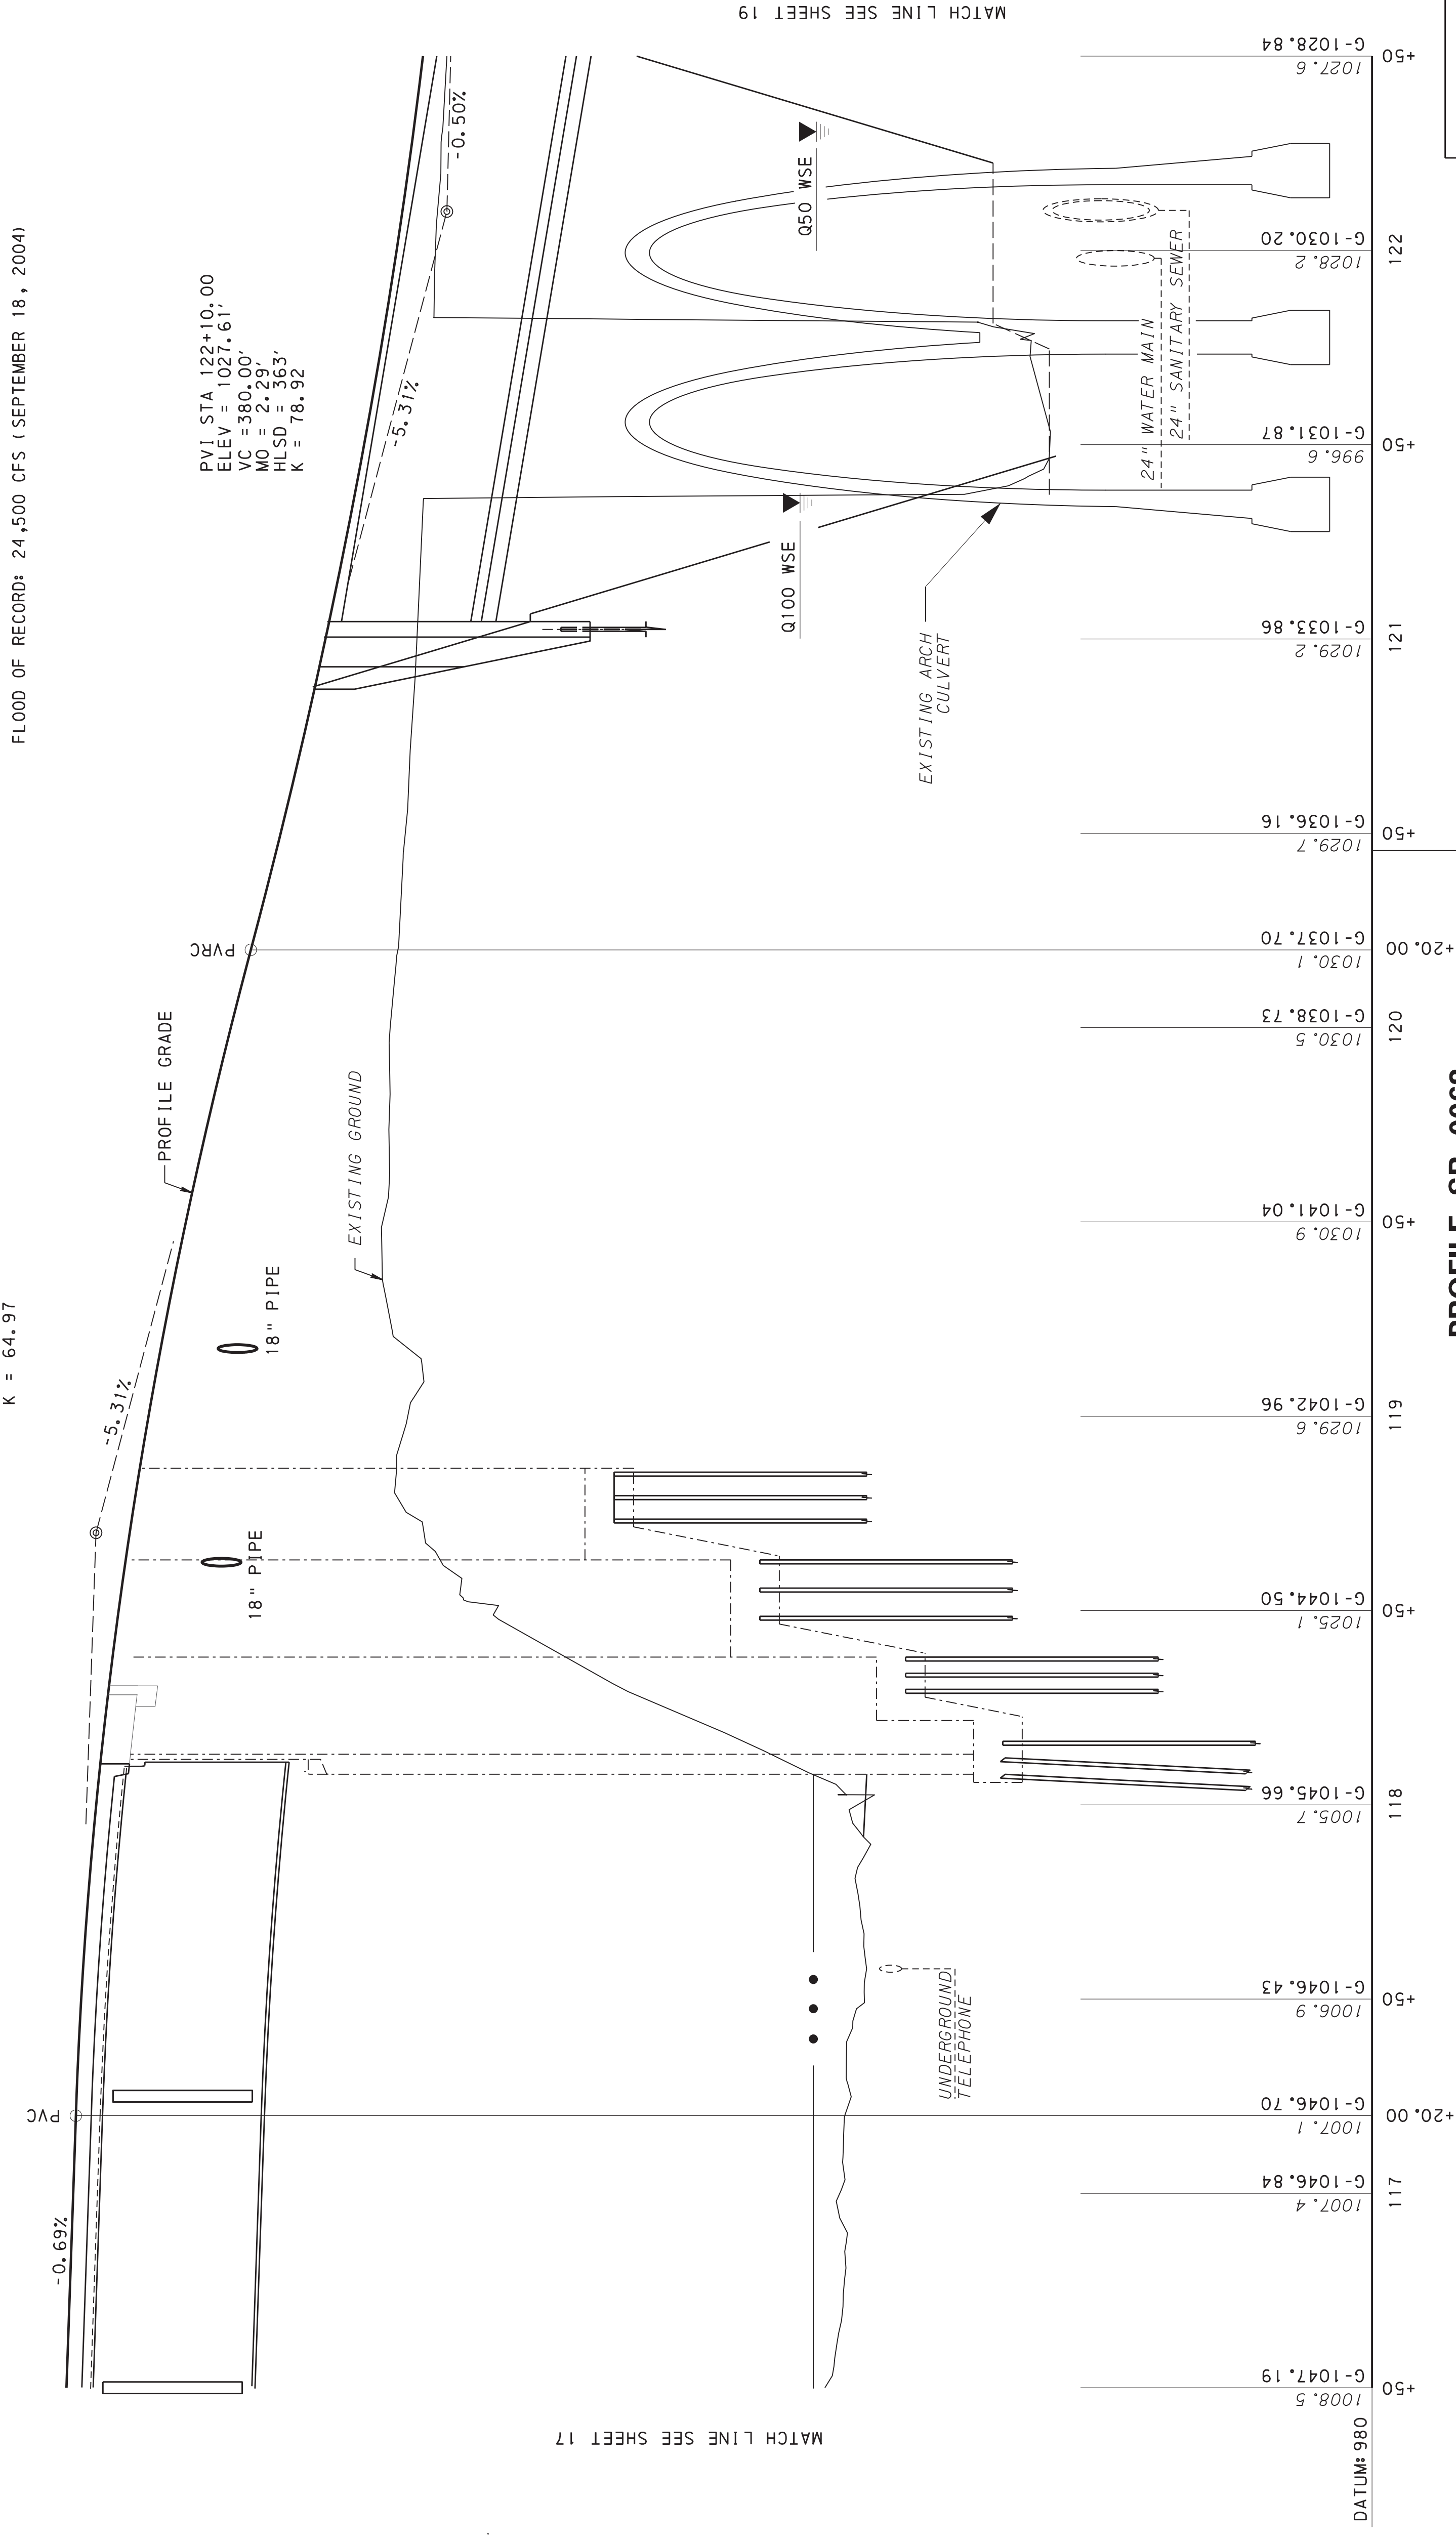 FLOOD OF RECORD: 24,500 CFS (SEPTEMBER 18, 2004)
K = 64.97
PVI STA 122+10.00
ELEV = 1027.61'
VC = 380.00'
MO = 2.29'
HLSD = 363'
K = 78.92
-0.69%
PVC
-5.31%
18" PIPE
18" PIPE
PROFILE GRADE
EXISTING GROUND
PVRC
-5.31%
-0.50%
MATCH LINE SEE SHEET 17
MATCH LINE SEE SHEET 19
UNDERGROUND
TELEPHONE
Q100 WSE
Q50 WSE
EXISTING ARCH
CULVERT
24" WATER MAIN
24" SANITARY SEWER
DATUM: 980
G-1047.19
1008.5
+50
G-1046.84
1007.4
117
G-1046.70
1007.1
+20.00
G-1046.43
1006.9
+50
G-1045.66
1005.7
118
G-1044.50
1025.1
+50
G-1042.96
1029.6
119
G-1041.04
1030.9
+50
G-1038.73
1030.5
120
G-1037.70
1030.1
+20.00
G-1036.16
1029.7
+50
G-1033.86
1029.2
121
G-1031.87
996.6
+50
G-1030.20
1028.2
122
G-1028.84
1027.6
+50